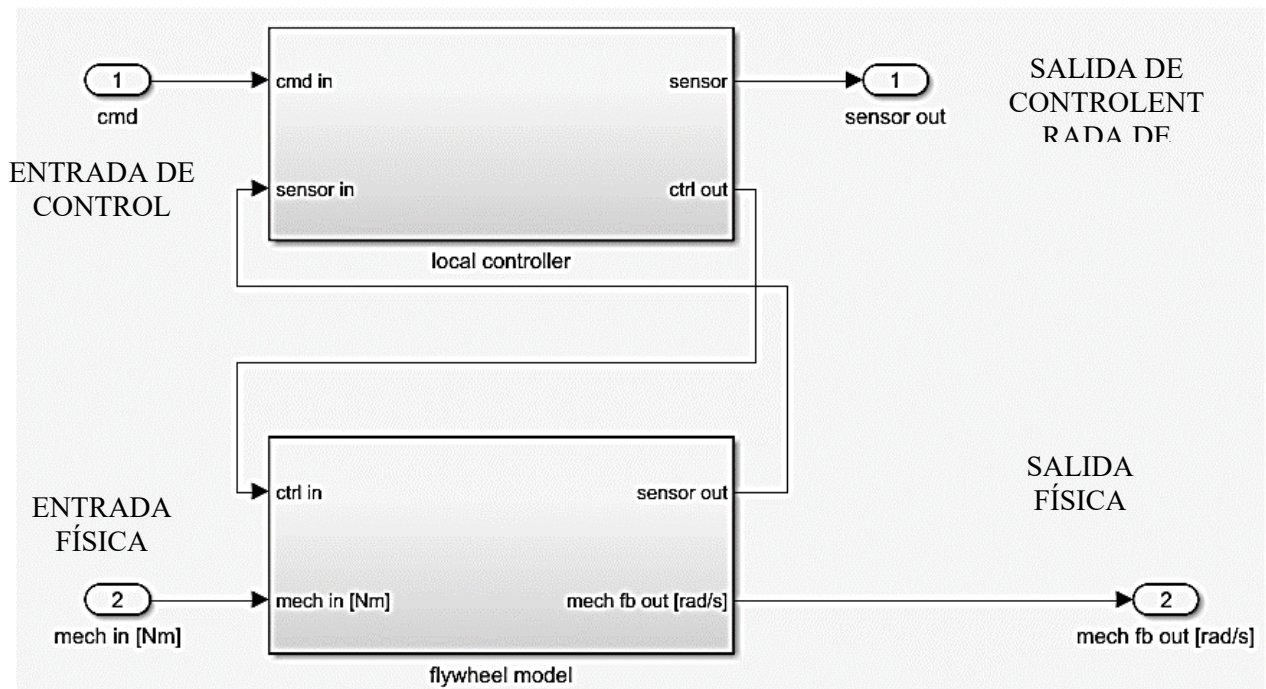 1
cmd
cmd in
sensor
1
sensor out
SALIDA DE
CONTROLENT
RADA DE
ENTRADA DE
CONTROL
sensor in
ctrl out
local controller
ctrl in
sensor out
SALIDA
FÍSICA
ENTRADA
FÍSICA
2
mech in [Nm]
mech in [Nm]
mech fb out [rad/s]
2
mech fb out [rad/s]
flywheel model